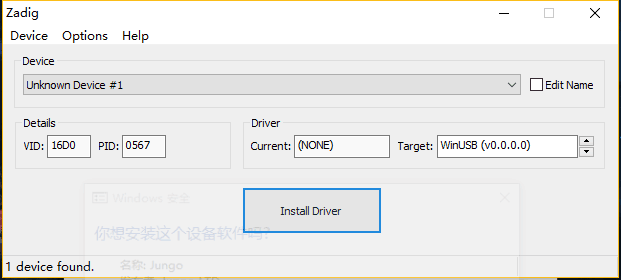 Zadig
Device Options Help
Device
Unknown Device #1 Edit Name
Details Driver
VID: 16D0 PID: 0567 Current: (NONE) Target: WinUSB (v0.0.0.0)
Windows 安全
Install Driver
你想安装这个设备软件吗?
名称: Jungo
1 device found.